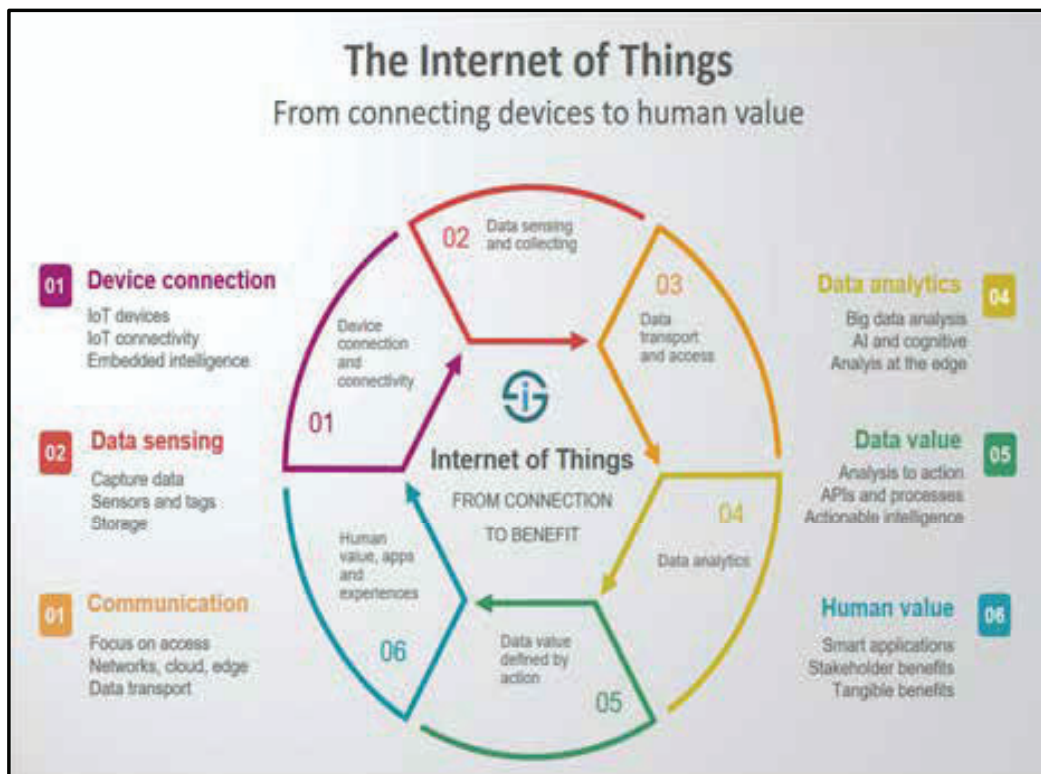 The Internet of Things
From connecting devices to human value
01
Device connection
IoT devices
IoT connectivity
Embedded intelligence
02
Data sensing
Capture data
Sensors and tags
Storage
01
Communication
Focus on access
Networks, cloud, edge
Data transport
02
Data sensing
and collecting
03
Data
transport
and access
Device
connection
and
connectivity
01
Internet of Things
FROM CONNECTION
TO BENEFIT
04
Data analytics
Human
value, apps
and
experiences
06
Data value
defined by
action
05
Data analytics
04
Big data analysis
AI and cognitive
Analyis at the edge
Data value
05
Analysis to action
APIs and processes
Actionable intelligence
Human value
06
Smart applications
Stakeholder benefits
Tangible benefits